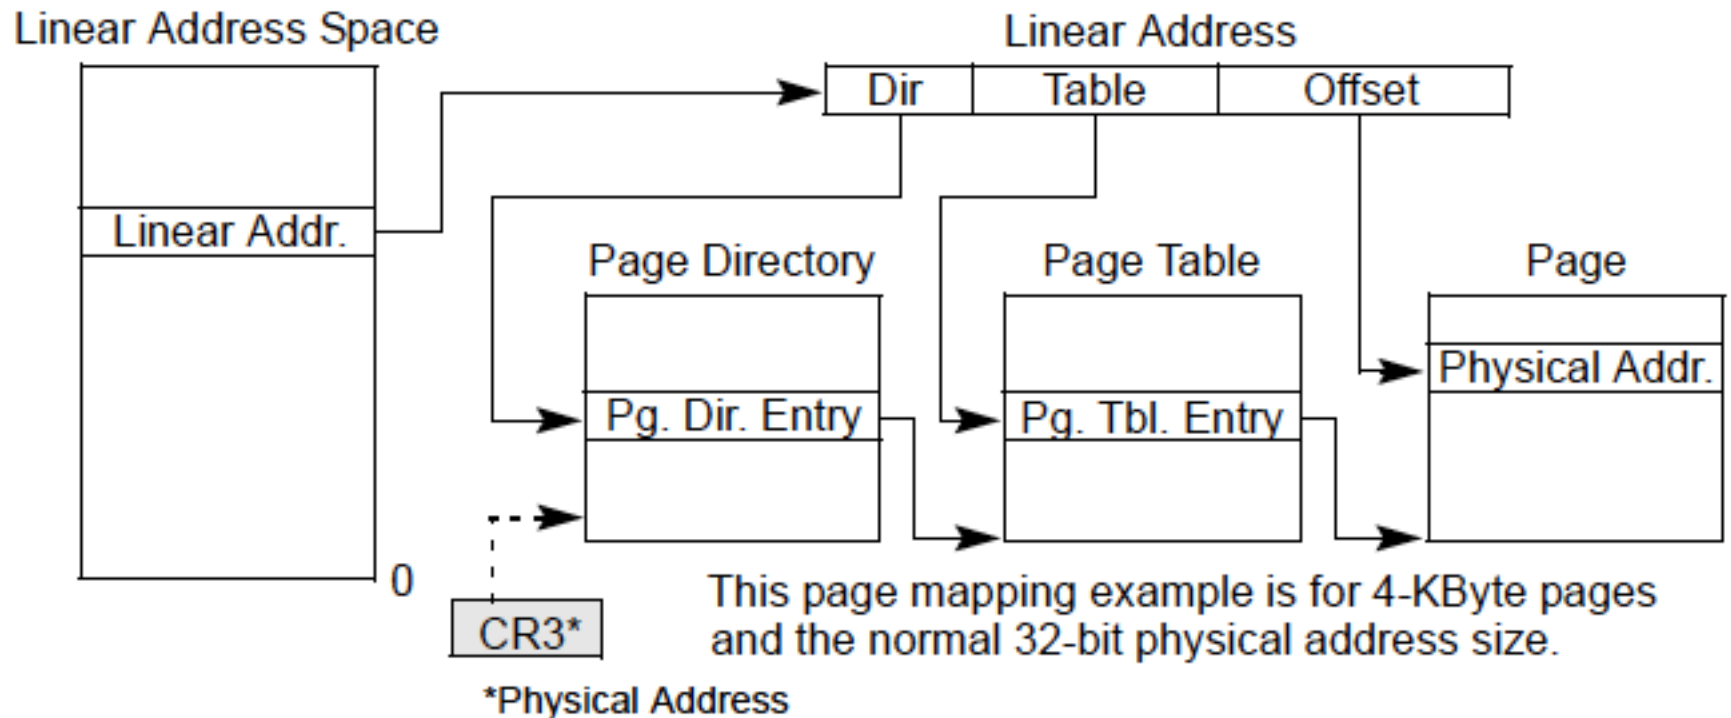 Linear Address Space
Linear Address
Dir Table Offset
Linear Addr.
Page Directory
Page Table
Page
Physical Addr.
Pg. Dir. Entry
Pg. Tbl. Entry
0
CR3*
This page mapping example is for 4-KByte pages
and the normal 32-bit physical address size.
*Physical Address